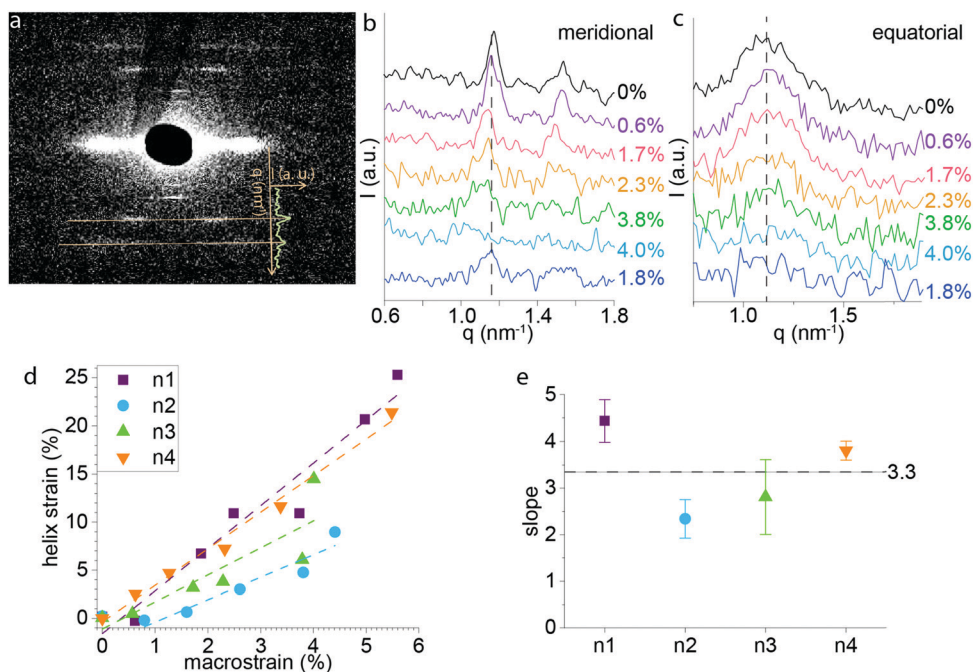 a
q (nm⁻¹)
I (a. u.)
b
meridional
0%
0.6%
1.7%
2.3%
3.8%
4.0%
1.8%
I (a.u.)
0.6 1.0 1.4 1.8
q (nm⁻¹)
c
equatorial
0%
0.6%
1.7%
2.3%
3.8%
4.0%
1.8%
I (a.u.)
1.0 1.5
q (nm⁻¹)
d
n1
n2
n3
n4
25
20
15
10
5
0
helix strain (%)
0 1 2 3 4 5 6
macrostrain (%)
e
5
4
3
2
1
0
slope
3.3
n1 n2 n3 n4